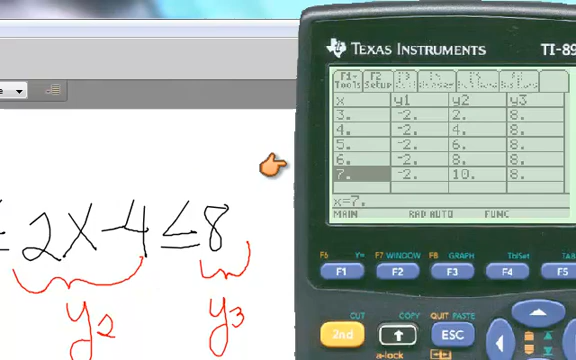 TEXAS INSTRUMENTS TI-89
F1- Tools F2 Setup
x y1 y2 y3
3. -2. 2. 8.
4. -2. 4. 8.
5. -2. 6. 8.
6. -2. 8. 8.
7. -2. 10. 8.
x=7.
MAIN RAD AUTO FUNC
≤ 2x-4 ≤ 8
y2 y3
F6 Y= F7 WINDOW F8 GRAPH TblSet TAB
F1 F2 F3 F4 F5
CUT COPY QUIT PASTE
2nd ESC
a-lock